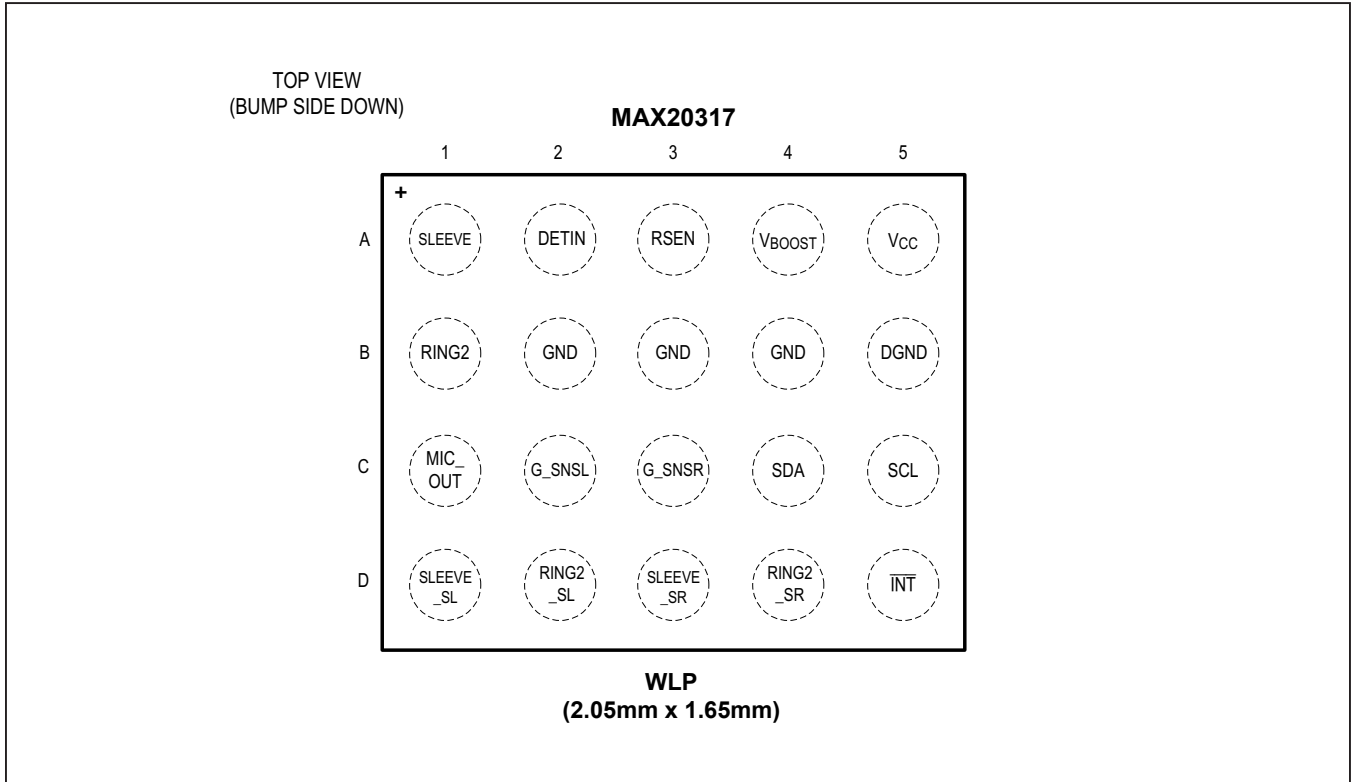 TOP VIEW
(BUMP SIDE DOWN)
MAX20317
1 2 3 4 5
+
A SLEEVE DETIN RSEN VBOOST VCC
B RING2 GND GND GND DGND
C MIC_
OUT G_SNSL G_SNSR SDA SCL
D SLEEVE
_SL RING2
_SL SLEEVE
_SR RING2
_SR INT
WLP
(2.05mm x 1.65mm)